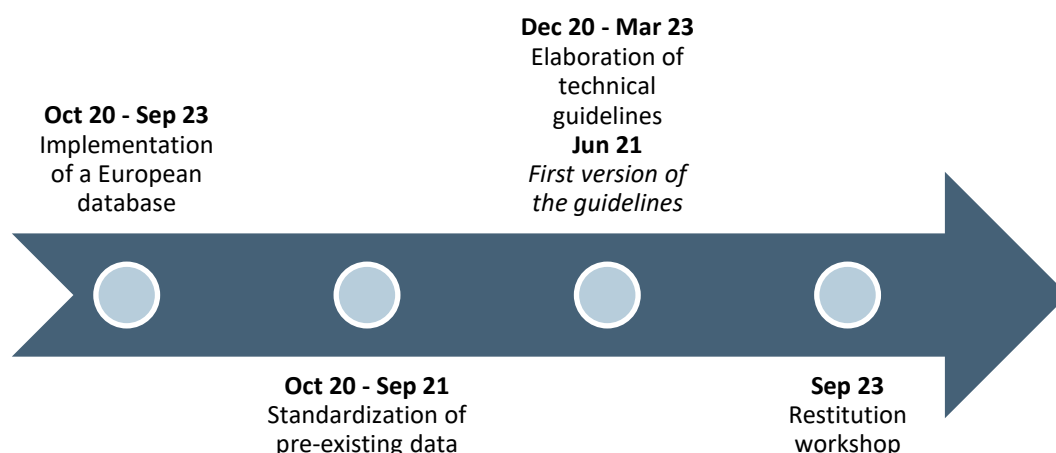 Oct 20 - Sep 23
Implementation
of a European
database
Oct 20 - Sep 21
Standardization of
pre-existing data
Dec 20 - Mar 23
Elaboration of
technical
guidelines
Jun 21
First version of
the guidelines
Sep 23
Restitution
workshop